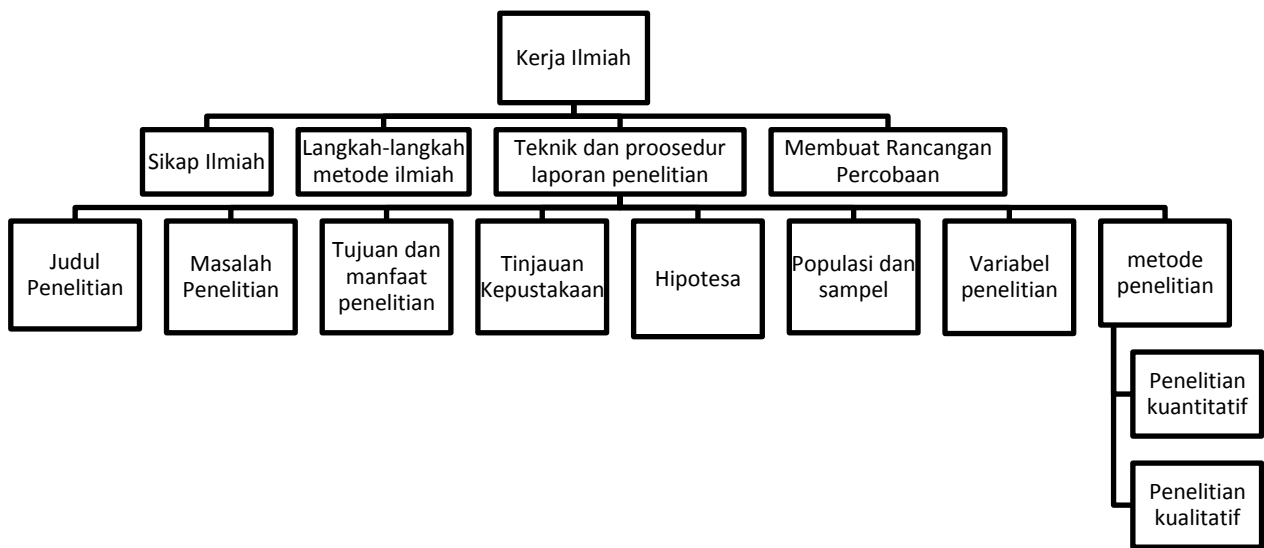 Kerja Ilmiah
Sikap Ilmiah
Langkah-langkah
metode ilmiah
Teknik dan proosedur
laporan penelitian
Membuat Rancangan
Percobaan
Judul
Penelitian
Masalah
Penelitian
Tujuan dan
manfaat
penelitian
Tinjauan
Kepustakaan
Hipotesa
Populasi dan
sampel
Variabel
penelitian
metode
penelitian
Penelitian
kuantitatif
Penelitian
kualitatif